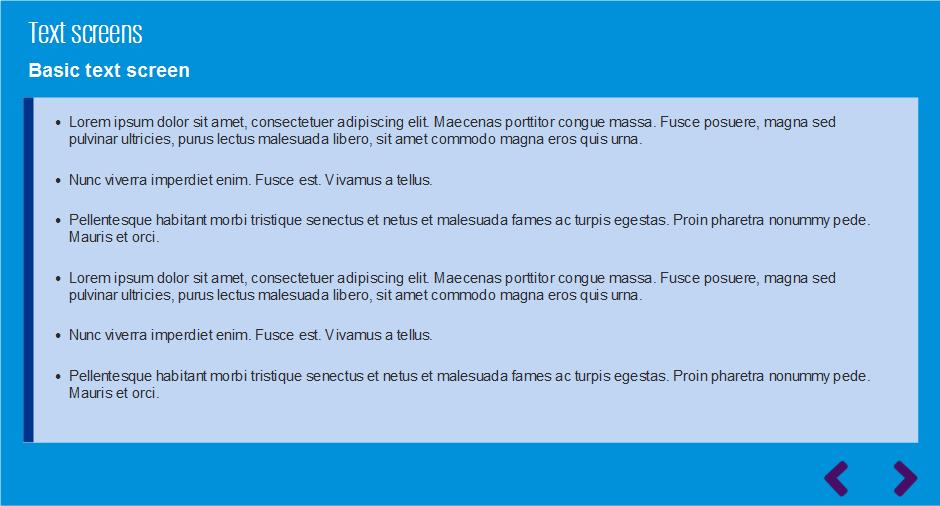 Text screens
Basic text screen
• Lorem ipsum dolor sit amet, consectetuer adipiscing elit. Maecenas porttitor congue massa. Fusce posuere, magna sed
pulvinar ultricies, purus lectus malesuada libero, sit amet commodo magna eros quis urna.
• Nunc viverra imperdiet enim. Fusce est. Vivamus a tellus.
• Pellentesque habitant morbi tristique senectus et netus et malesuada fames ac turpis egestas. Proin pharetra nonummy pede.
Mauris et orci.
• Lorem ipsum dolor sit amet, consectetuer adipiscing elit. Maecenas porttitor congue massa. Fusce posuere, magna sed
pulvinar ultricies, purus lectus malesuada libero, sit amet commodo magna eros quis urna.
• Nunc viverra imperdiet enim. Fusce est. Vivamus a tellus.
• Pellentesque habitant morbi tristique senectus et netus et malesuada fames ac turpis egestas. Proin pharetra nonummy pede.
Mauris et orci.